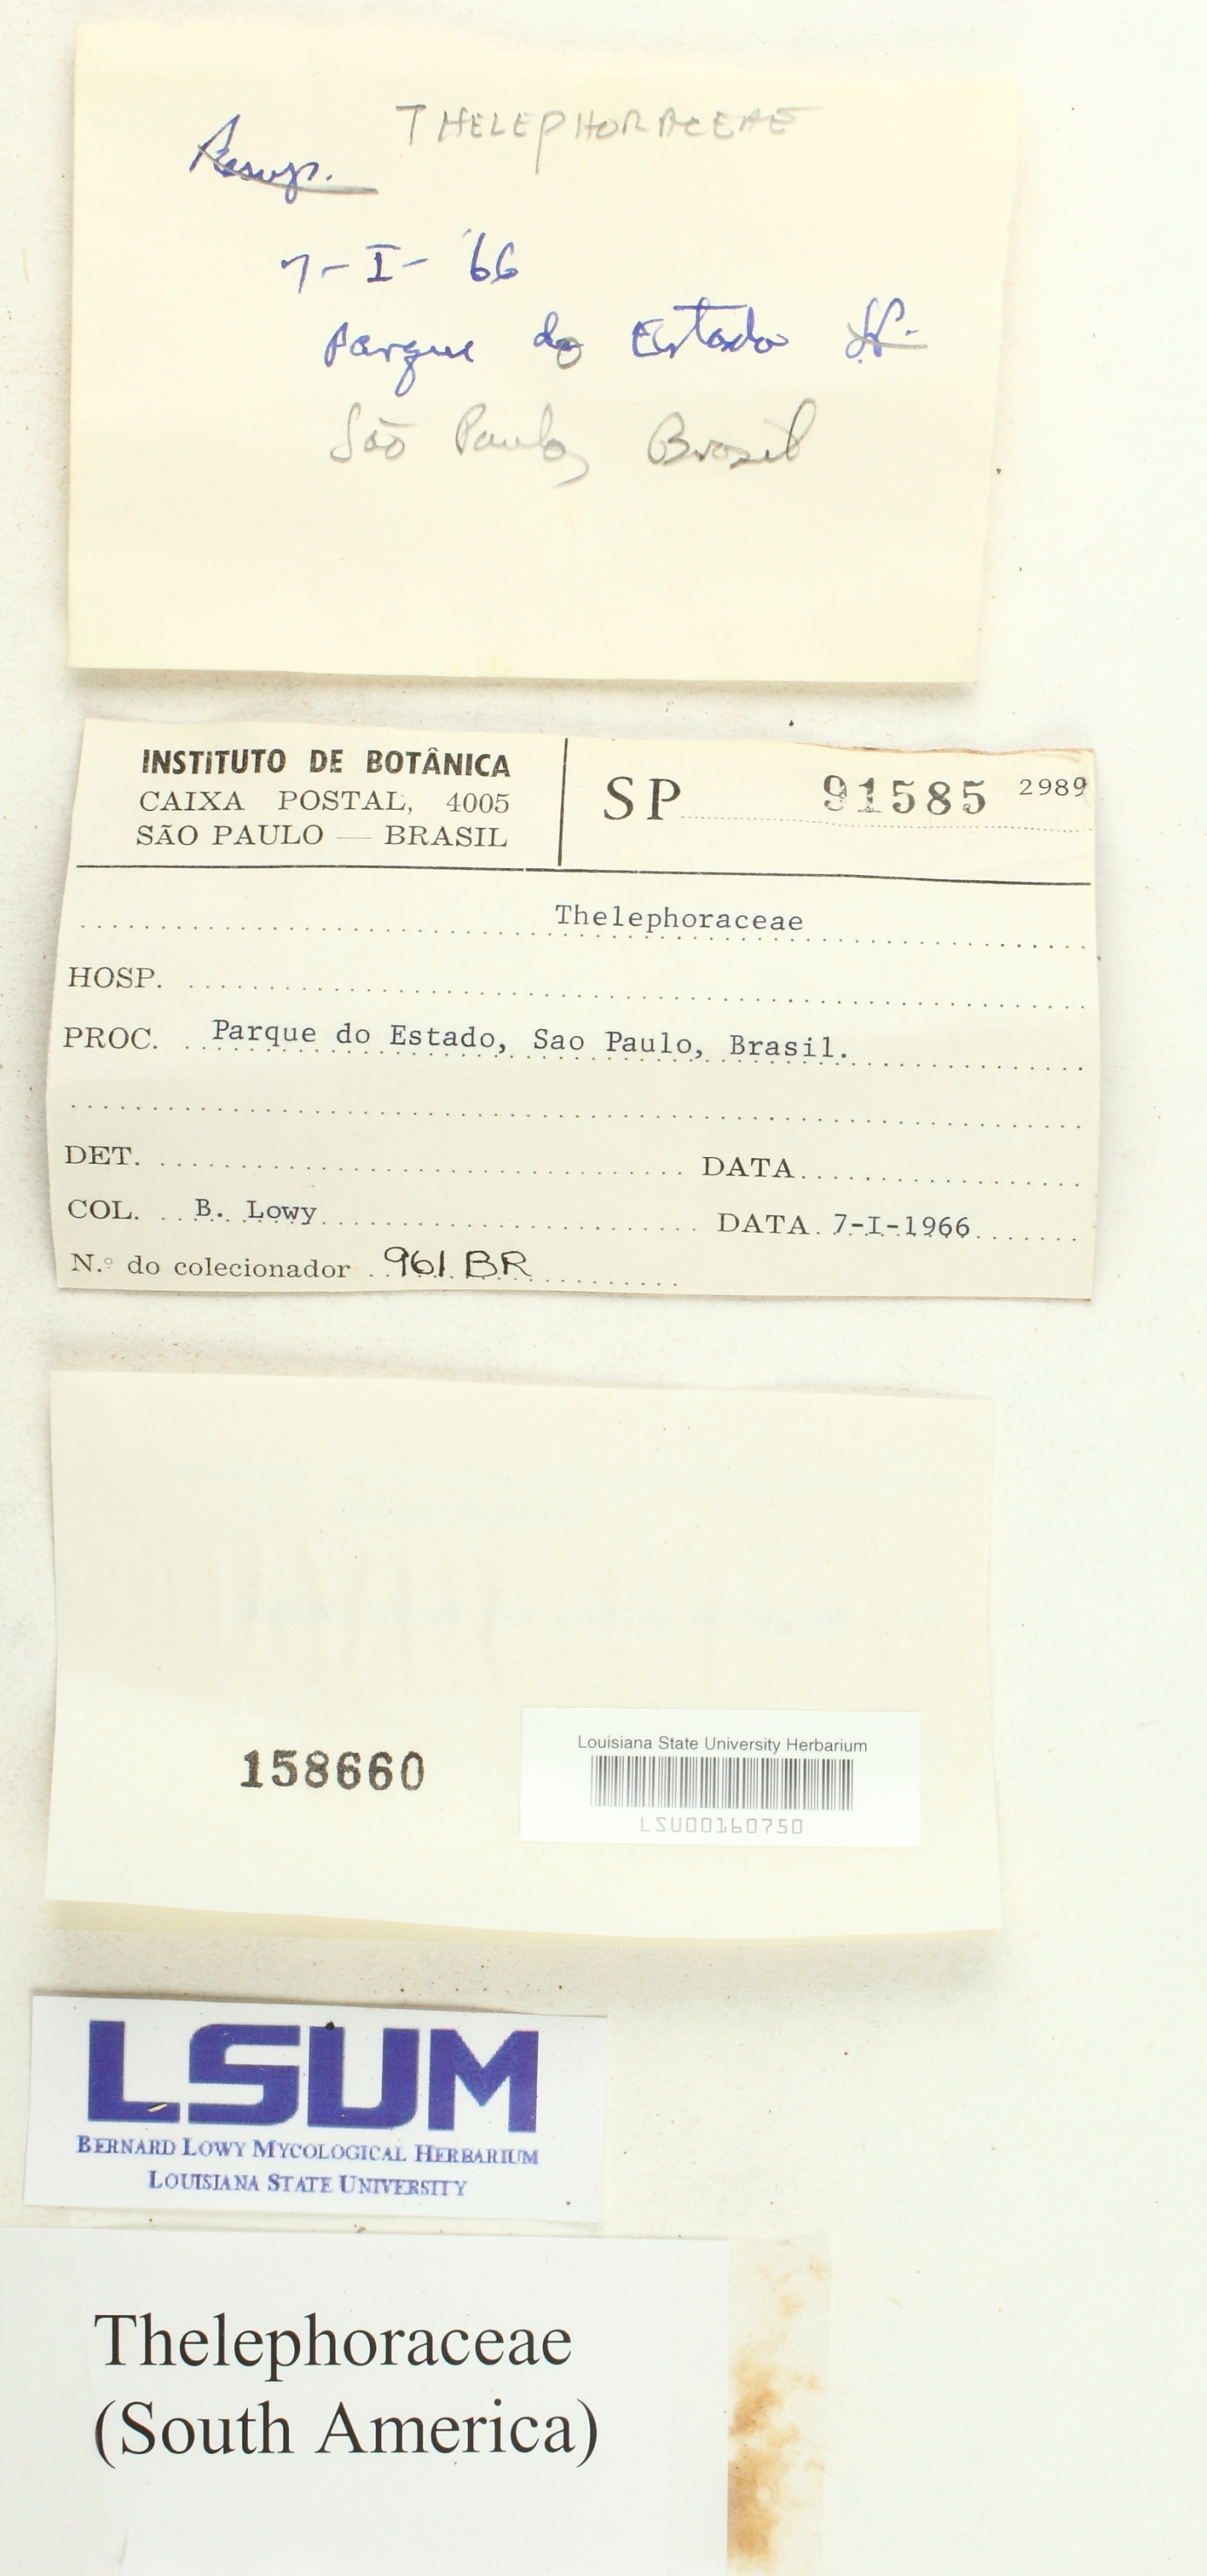 THELEPHORACEAE
Resup.
7-I-'66
Parque do Estado S.P.
São Paulo, Brasil
INSTiTUTO DE BOTÂNICA
CAIXA POSTAL, 4005
SÃO PAULO — BRASIL
SP 91585 2989
Thelephoraceae
HOSP.
PROC. Parque do Estado, Sao Paulo, Brasil.
DET. DATA
COL. B. Lowy DATA 7-I-1966
N.º do colecionador 961 BR
158660
Louisiana State University Herbarium
LSU00160750
LSUM
BERNARD LOWY MYCOLOGICAL HERBARIUM
LOUISIANA STATE UNIVERSITY
Thelephoraceae
(South America)